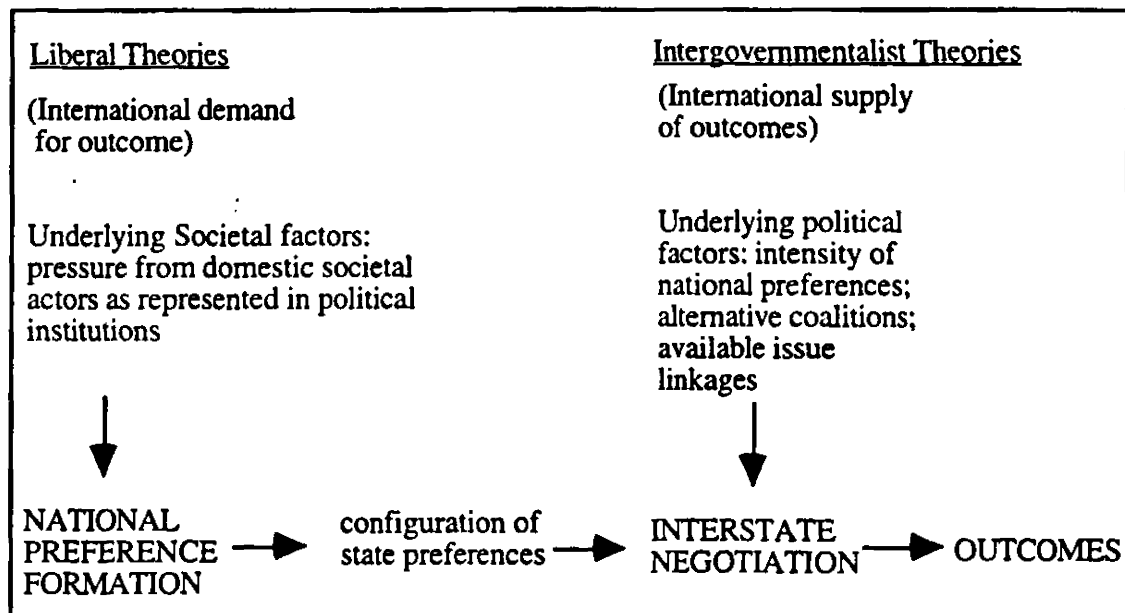 Liberal Theories
(International demand
for outcome)
Underlying Societal factors:
pressure from domestic societal
actors as represented in political
institutions
Intergovernmentalist Theories
(International supply
of outcomes)
Underlying political
factors: intensity of
national preferences;
alternative coalitions;
available issue
linkages
NATIONAL
PREFERENCE
FORMATION
configuration of
state preferences
INTERSTATE
NEGOTIATION
OUTCOMES